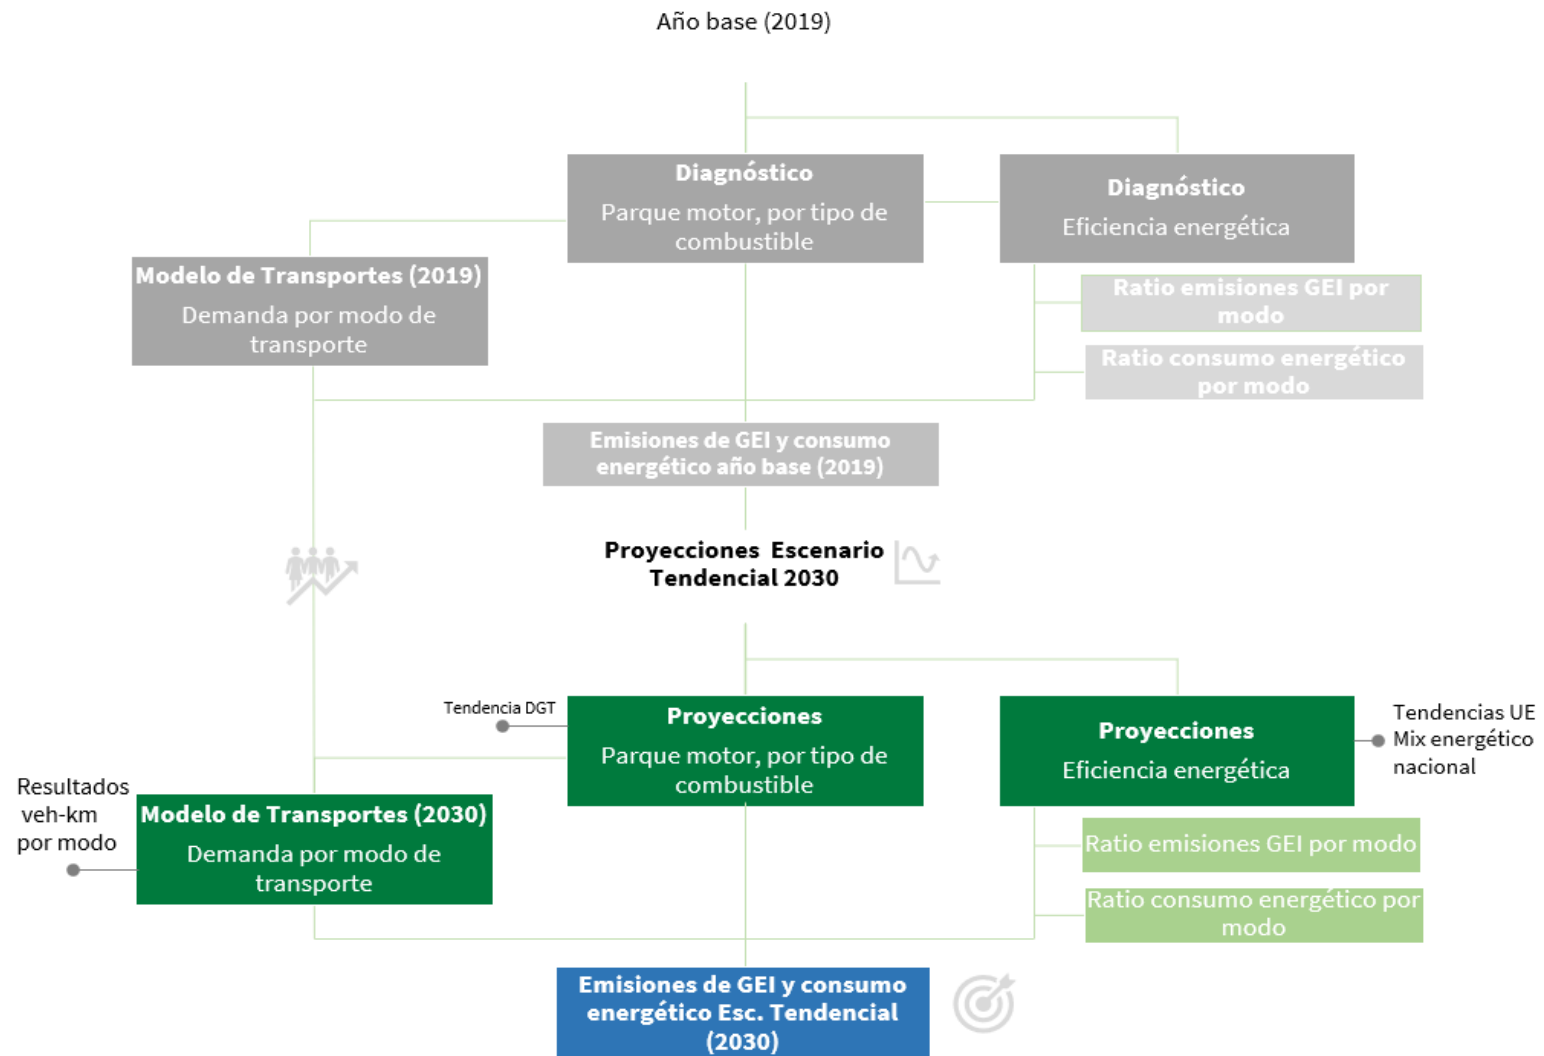 Año base (2019)
Diagnóstico
Parque motor, por tipo de
combustible
Diagnóstico
Eficiencia energética
Modelo de Transportes (2019)
Demanda por modo de
transporte
Ratio emisiones GEI por
modo
Ratio consumo energético
por modo
Emisiones de GEI y consumo
energético año base (2019)
Proyecciones Escenario
Tendencial 2030
Tendencia DGT
Proyecciones
Parque motor, por tipo de
combustible
Proyecciones
Eficiencia energética
Tendencias UE
Mix energético
nacional
Resultados
veh-km
por modo
Modelo de Transportes (2030)
Demanda por modo de
transporte
Ratio emisiones GEI por modo
Ratio consumo energético por
modo
Emisiones de GEI y consumo
energético Esc. Tendencial
(2030)